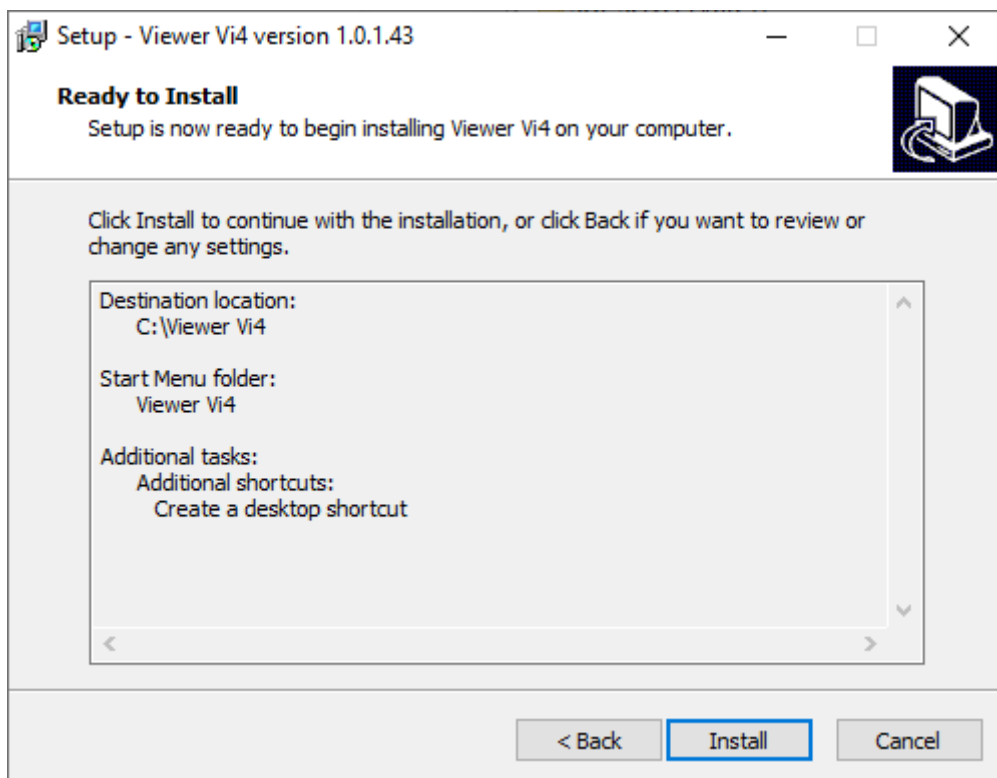 Setup - Viewer Vi4 version 1.0.1.43
Ready to Install
Setup is now ready to begin installing Viewer Vi4 on your computer.
Click Install to continue with the installation, or click Back if you want to review or
change any settings.
Destination location:
C:\Viewer Vi4
Start Menu folder:
Viewer Vi4
Additional tasks:
Additional shortcuts:
Create a desktop shortcut
< Back
Install
Cancel